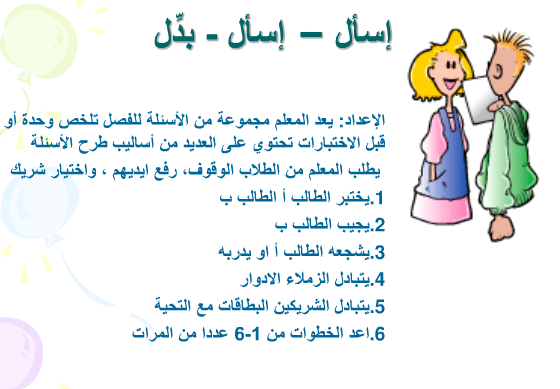 إسأل – إسأل - بدِّل
الإعداد: يعد المعلم مجموعة من الأسئلة للفصل تلخص وحدة أو
قبل الاختبارات تحتوي على العديد من أساليب طرح الأسئلة
يطلب المعلم من الطلاب الوقوف، رفع ايديهم ، واختيار شريك
1.يختبر الطالب أ الطالب ب
2.يجيب الطالب ب
3.يشجعه الطالب أ او يدربه
4.يتبادل الزملاء الادوار
5.يتبادل الشريكين البطاقات مع التحية
6.اعد الخطوات من 1-6 عددا من المرات